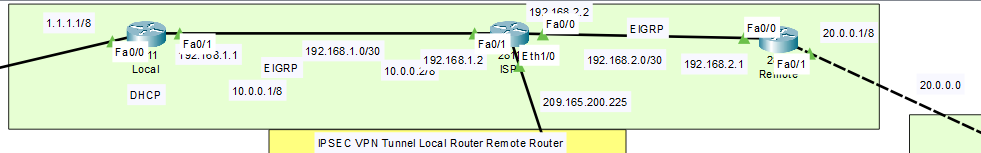 192.168.2.2
1.1.1.1/8
Fa0/0
EIGRP
Fa0/0
20.0.0.1/8
Fa0/0
Fa0/1
Fa0/1
192.168.1.1
192.168.1.0/30
Eth1/0
192.168.1.2
192.168.2.0/30
192.168.2.1
Fa0/1
Local
EIGRP
10.0.0.2/8
ISP
Remote
20.0.0.0
DHCP
10.0.0.1/8
209.165.200.225
IPSEC VPN Tunnel Local Router Remote Router